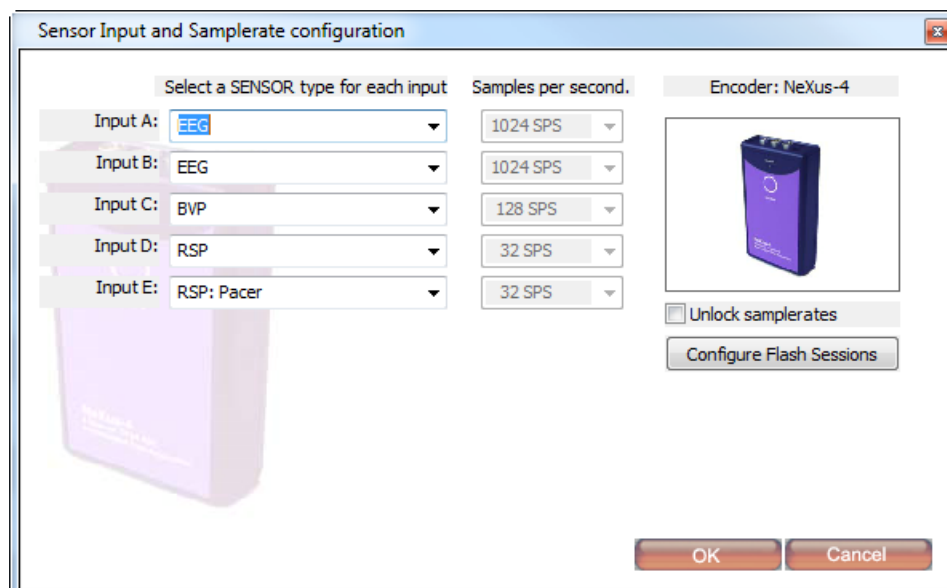 Sensor Input and Samplerate configuration
Select a SENSOR type for each input Samples per second. Encoder: NeXus-4
Input A: EEG 1024 SPS
Input B: EEG 1024 SPS
Input C: BVP 128 SPS
Input D: RSP 32 SPS
Input E: RSP: Pacer 32 SPS
Unlock samplerates
Configure Flash Sessions
OK Cancel